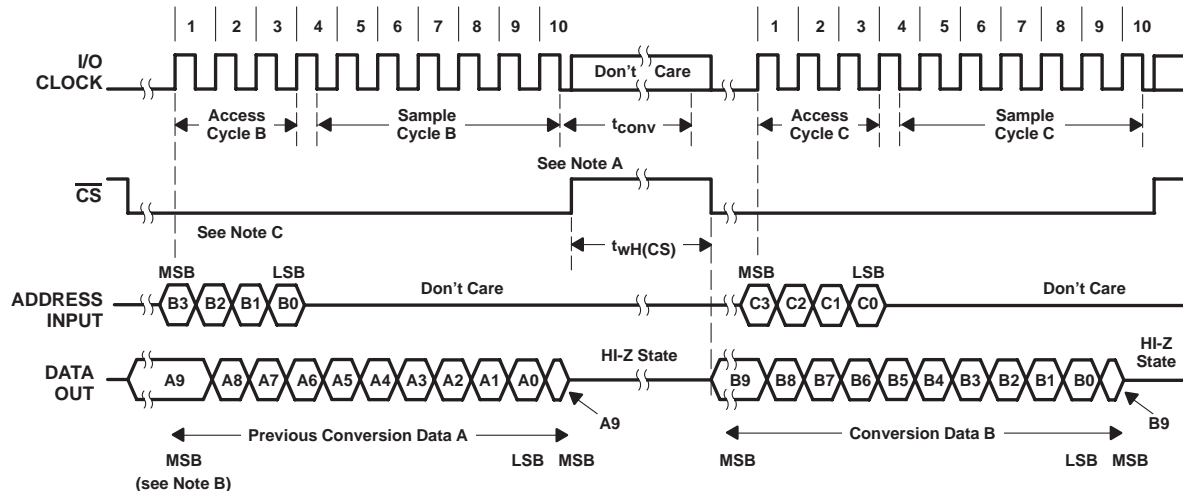 1 2 3 4 5 6 7 8 9 10 1 2 3 4 5 6 7 8 9 10
I/O
CLOCK
Don't Care
Access
Cycle B
Sample
Cycle B
tconv
Access
Cycle C
Sample
Cycle C
See Note A
CS
See Note C
twH(CS)
MSB LSB MSB LSB
ADDRESS
INPUT
B3 B2 B1 B0 Don't Care C3 C2 C1 C0 Don't Care
HI-Z State
HI-Z
State
DATA
OUT
A9 A8 A7 A6 A5 A4 A3 A2 A1 A0 B9 B8 B7 B6 B5 B4 B3 B2 B1 B0
A9 B9
Previous Conversion Data A Conversion Data B
MSB LSB MSB MSB LSB MSB
(see Note B)